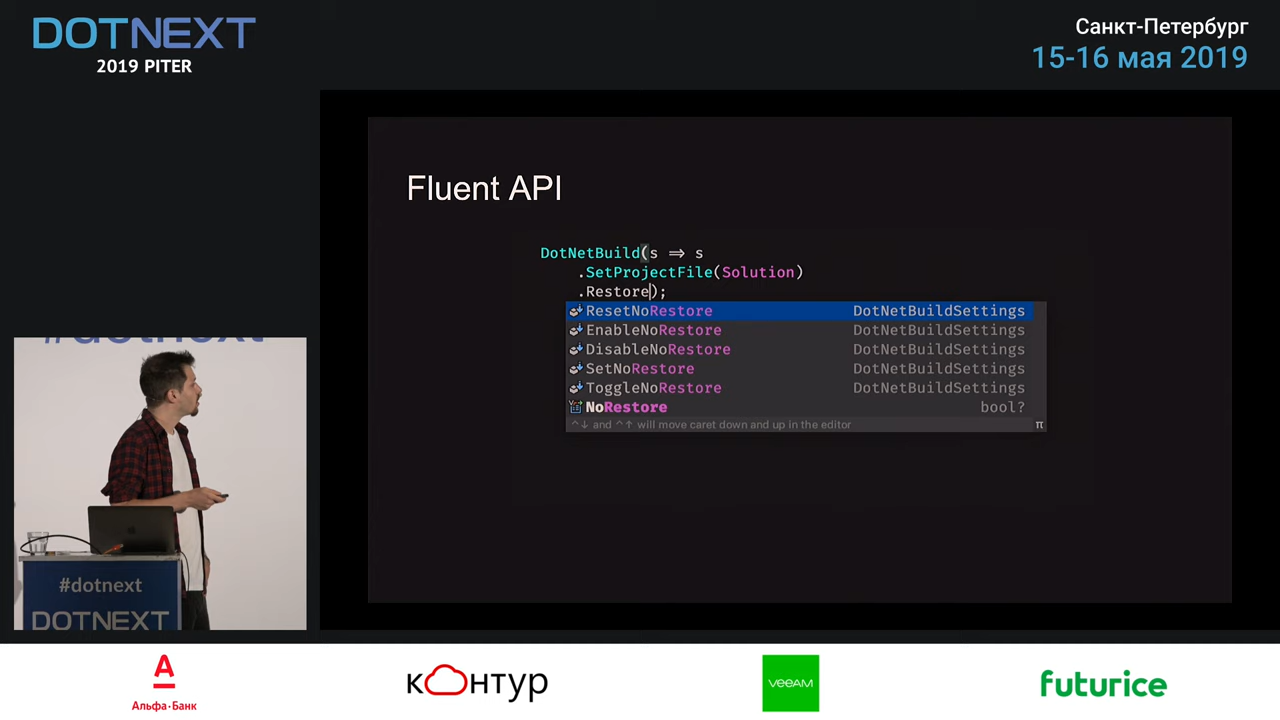 DOTNEXT
2019 PITER
Санкт-Петербург
15-16 мая 2019
Fluent API
DotNetBuild(s => s
.SetProjectFile(Solution)
.Restore);
ResetNoRestore DotNetBuildSettings
EnableNoRestore DotNetBuildSettings
DisableNoRestore DotNetBuildSettings
SetNoRestore DotNetBuildSettings
ToggleNoRestore DotNetBuildSettings
NoRestore bool?
^↓ and ^↑ will move caret down and up in the editor π
#dotnext
#dotnext
DOTNEXT
А
Альфа·Банк
контур
veeAM
futurice